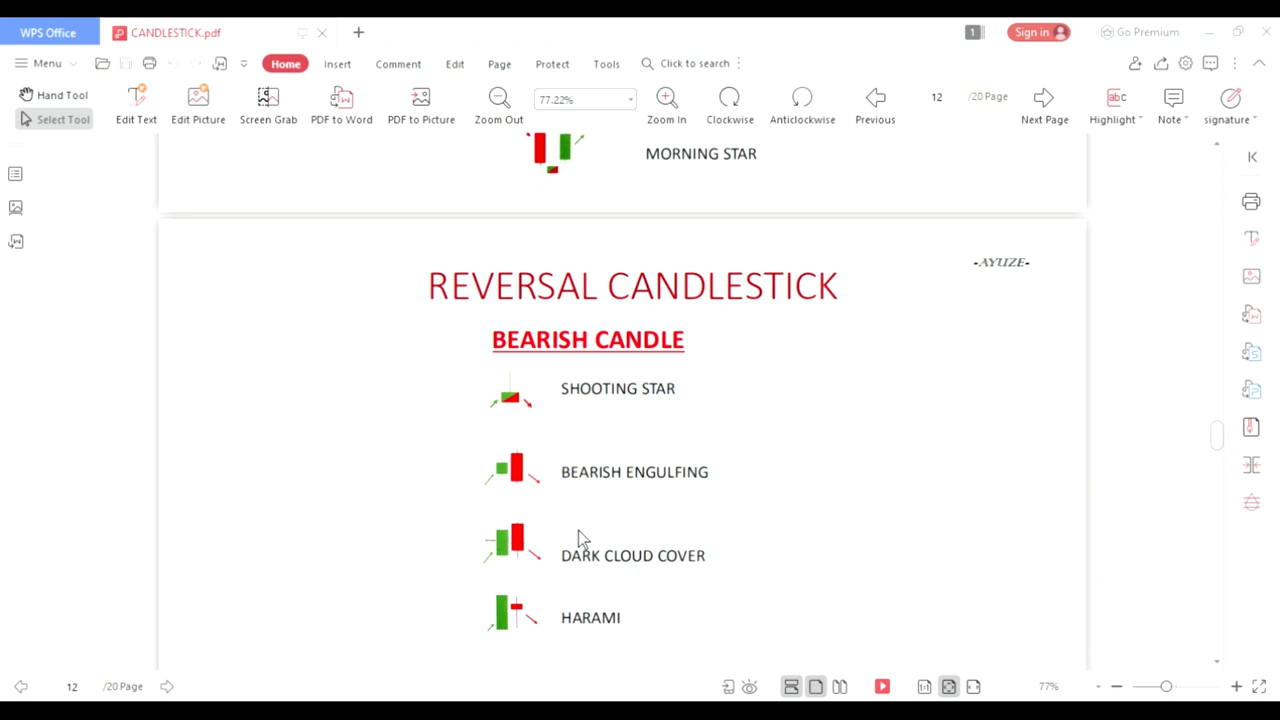 WPS Office
CANDLESTICK.pdf
1
Sign in
Go Premium
Menu
Home
Insert
Comment
Edit
Page
Protect
Tools
Click to search
Hand Tool
Select Tool
Edit Text
Edit Picture
Screen Grab
PDF to Word
PDF to Picture
Zoom Out
77.22%
Zoom In
Clockwise
Anticlockwise
Previous
12
/20 Page
Next Page
abc
Highlight
Note
signature
MORNING STAR
-AYUZE-
REVERSAL CANDLESTICK
BEARISH CANDLE
SHOOTING STAR
BEARISH ENGULFING
DARK CLOUD COVER
HARAMI
12
/20 Page
77%